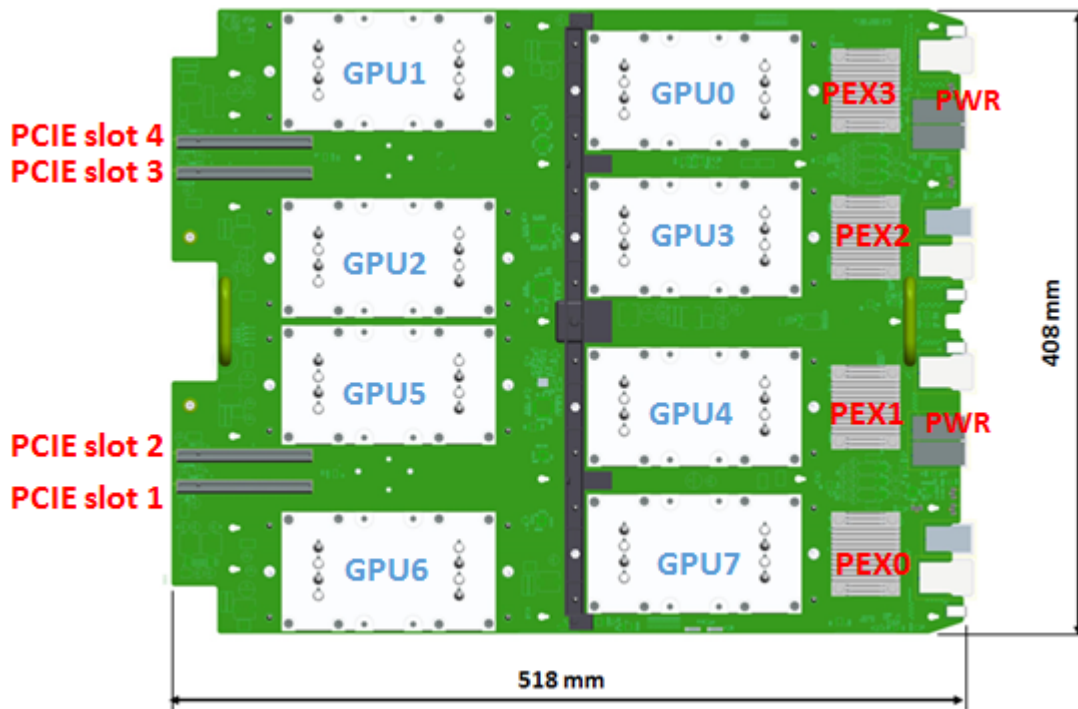 GPU1
GPU0
PEX3
PWR
PCIE slot 4
PCIE slot 3
GPU2
GPU3
PEX2
408 mm
GPU5
GPU4
PEX1
PWR
PCIE slot 2
PCIE slot 1
GPU6
GPU7
PEX0
518 mm